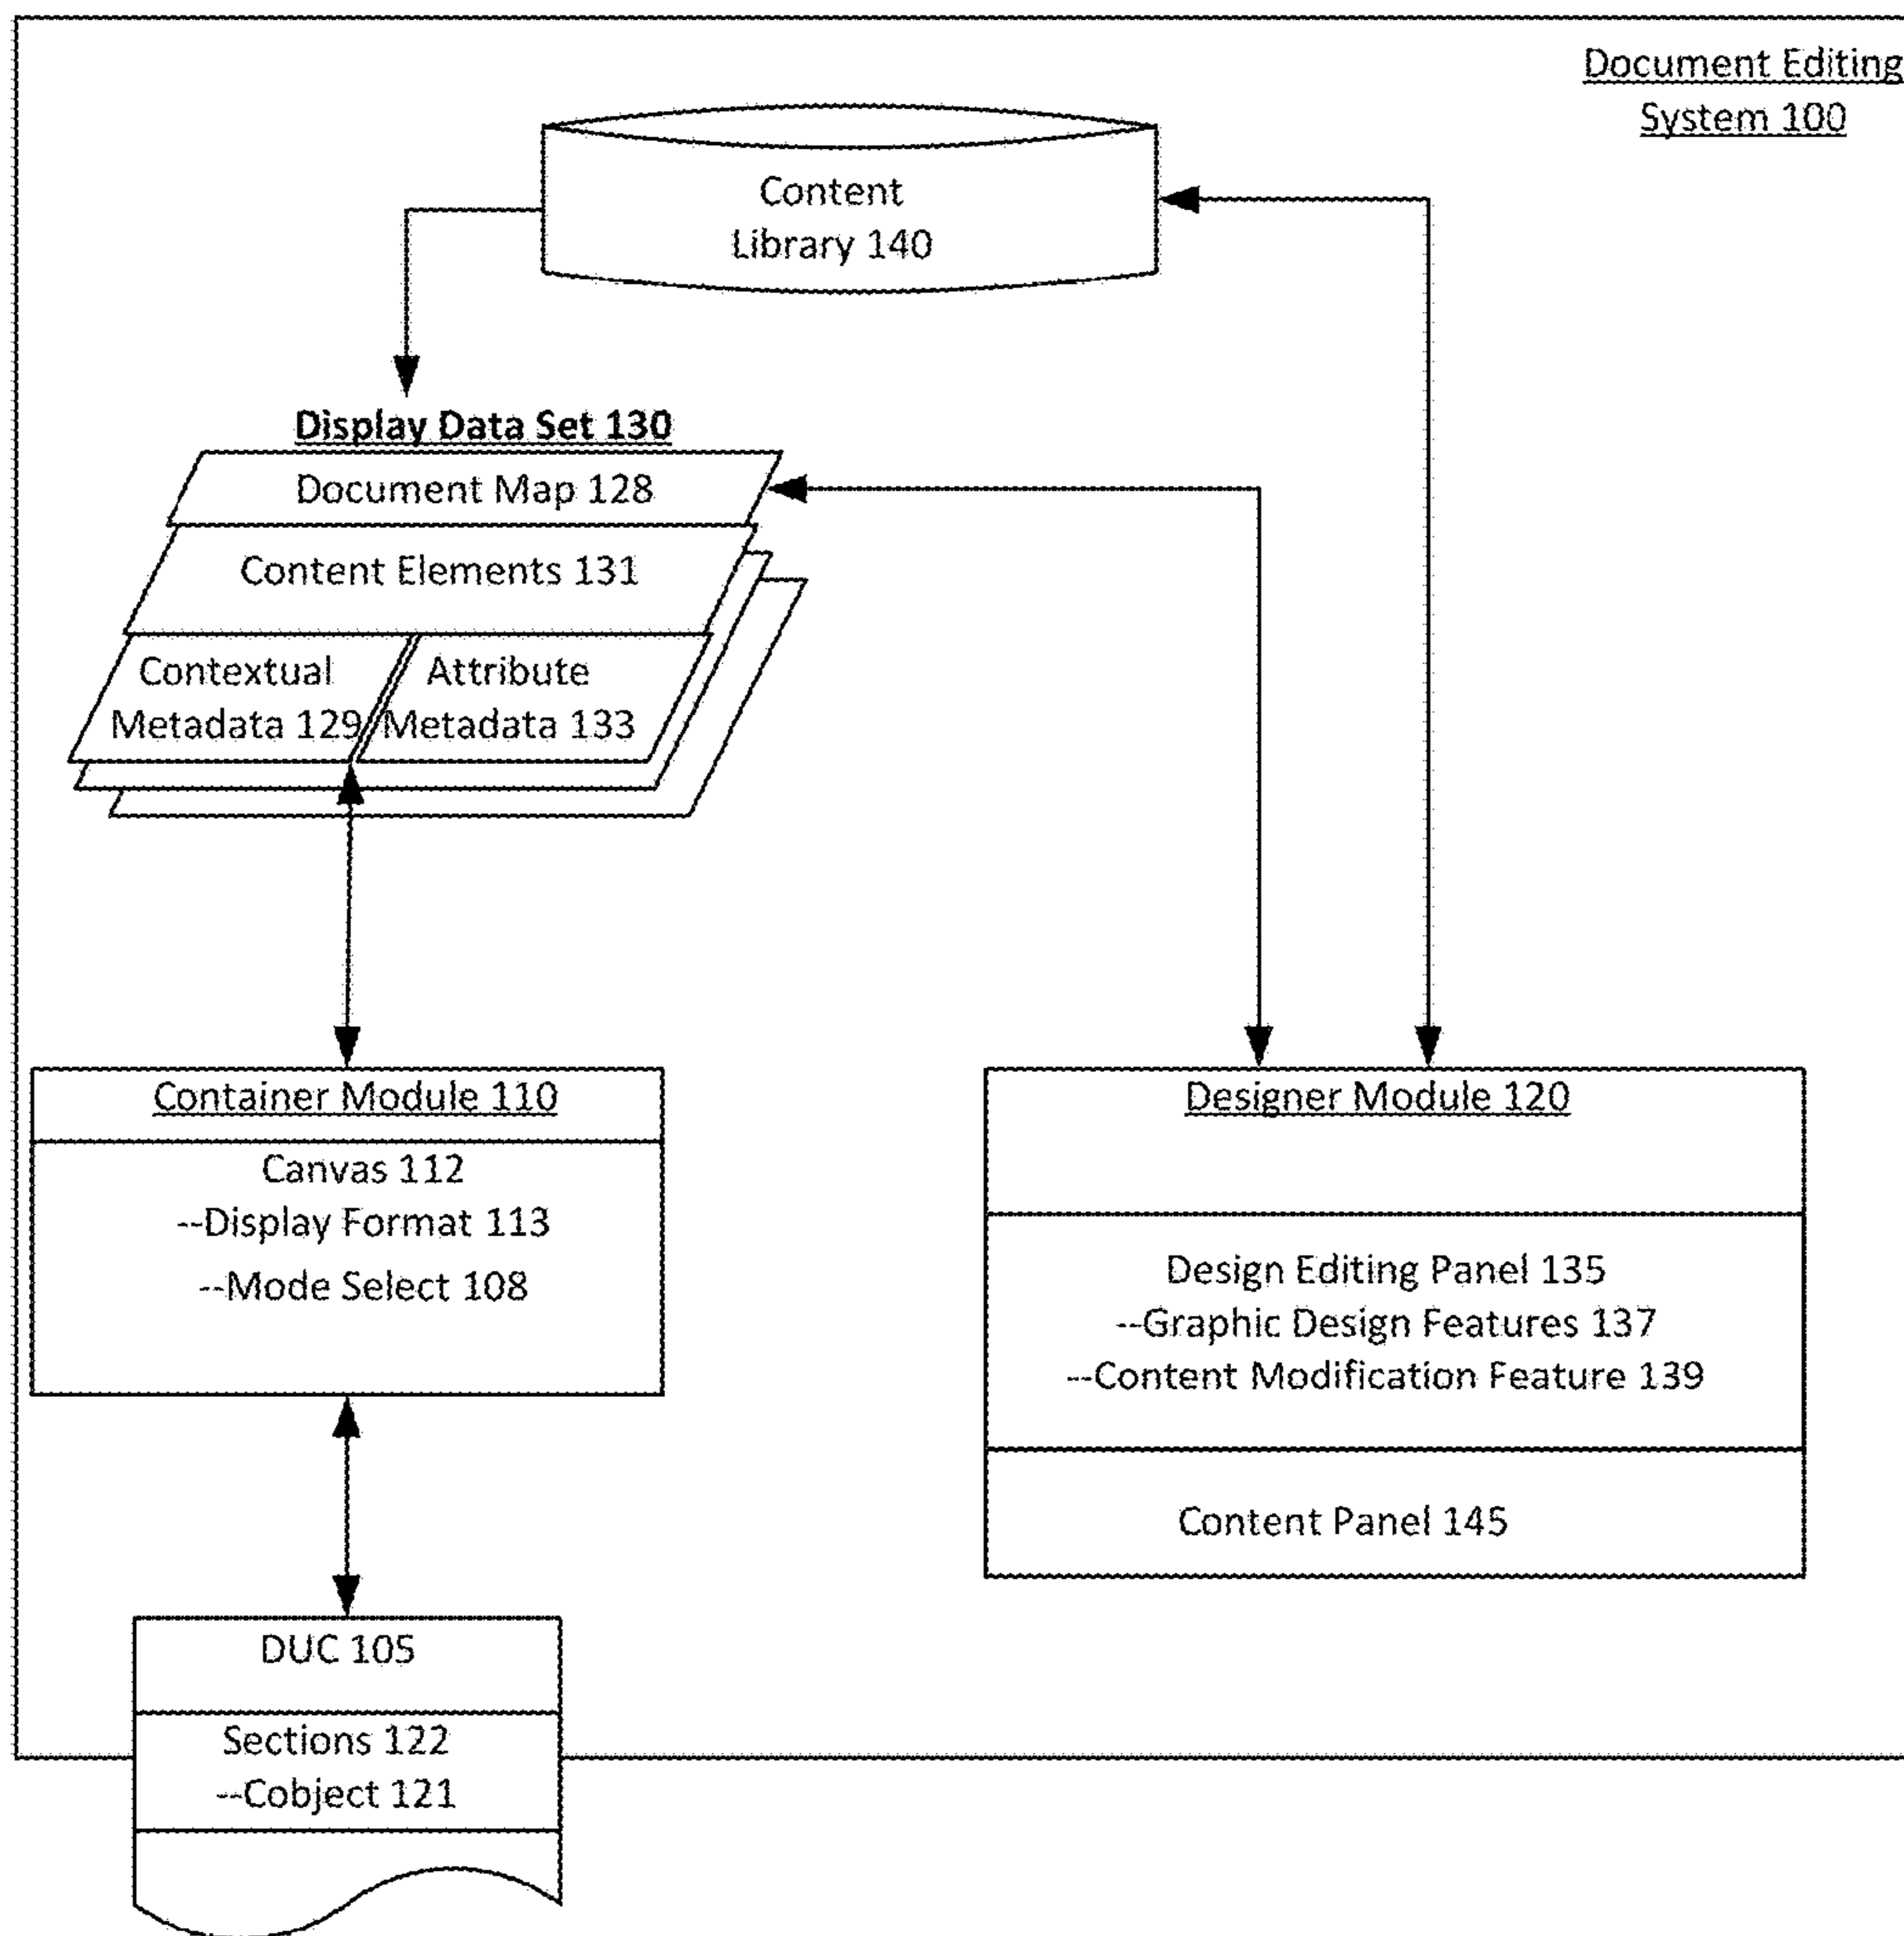 Document Editing
System 100
Content
Library 140
Display Data Set 130
Document Map 128
Content Elements 131
Contextual
Metadata 129
Attribute
Metadata 133
Container Module 110
Canvas 112
--Display Format 113
--Mode Select 108
Designer Module 120
Design Editing Panel 135
--Graphic Design Features 137
--Content Modification Feature 139
Content Panel 145
DUC 105
Sections 122
--Cobject 121